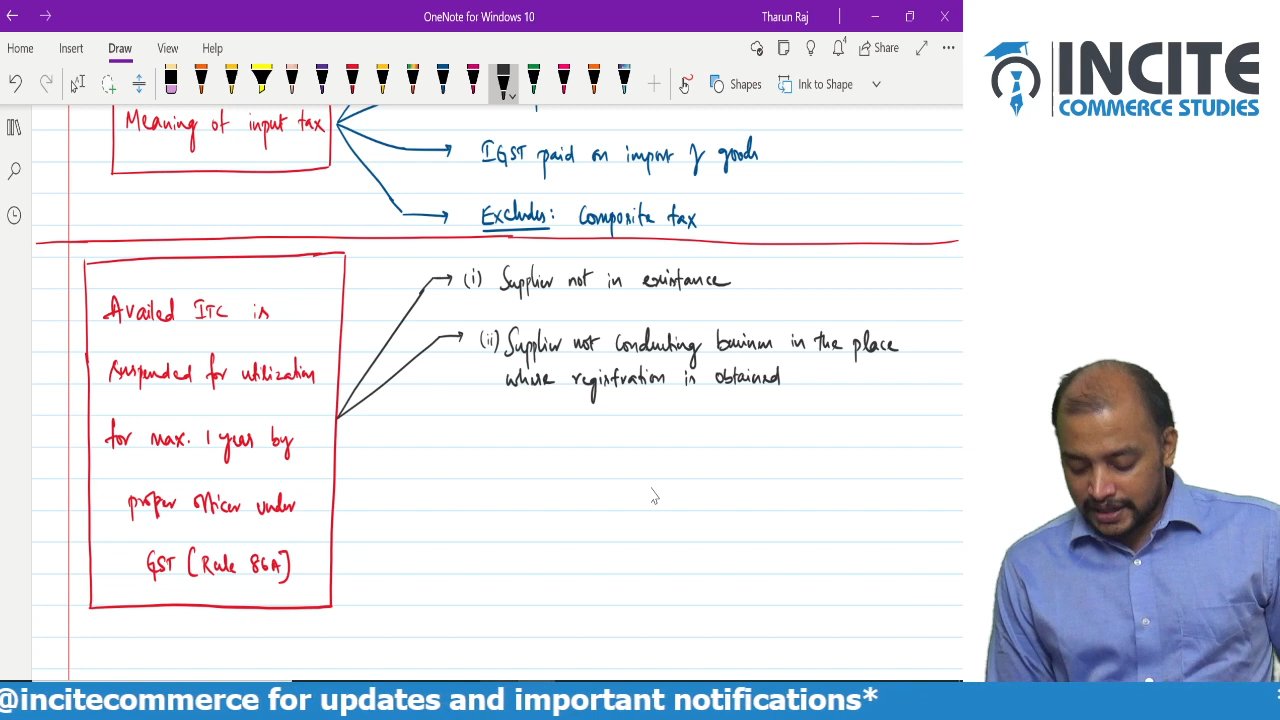 OneNote for Windows 10
Tharun Raj
Home Insert Draw View Help
4
Share
Shapes
Ink to Shape
INCITE
COMMERCE STUDIES
Meaning of input tax
IGST paid on import of goods
Excludes: Composite tax
Availed ITC is
suspended for utilization
for max. 1 year by
proper officer under
GST [Rule 86A]
(i) Supplier not in existance
(ii) Supplier not conducting business in the place
where registration is obtained
@incitecommerce for updates and important notifications*